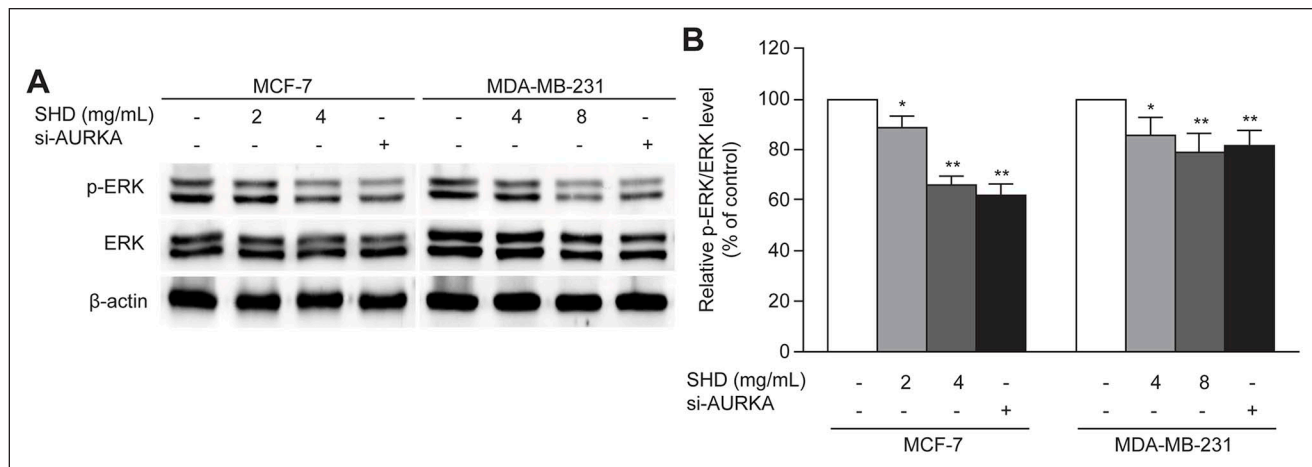 A
MCF-7 MDA-MB-231
SHD (mg/mL) - 2 4 - - 4 8 -
si-AURKA - - - + - - - +
p-ERK
ERK
β-actin
B
Relative p-ERK/ERK level
(% of control)
120
100
80
60
40
20
0
* ** ** * ** **
SHD (mg/mL) - 2 4 - - 4 8 -
si-AURKA - - - + - - - +
MCF-7 MDA-MB-231